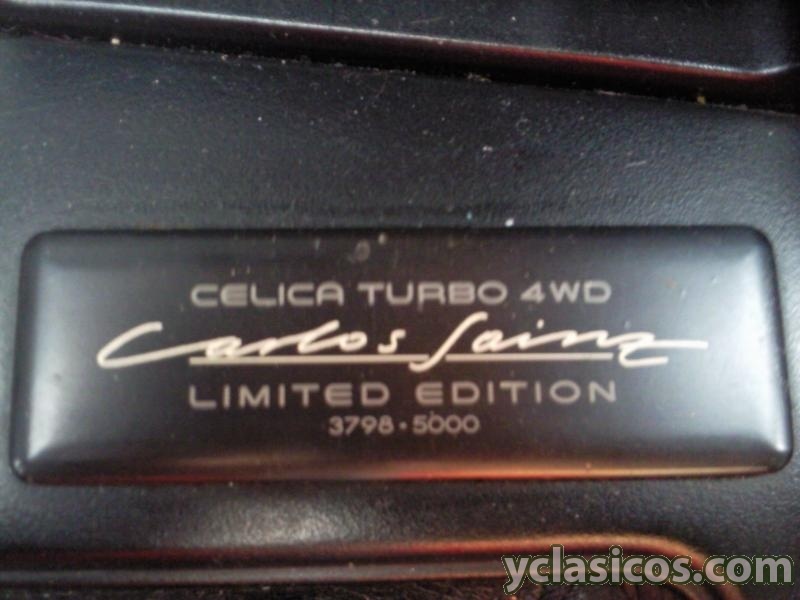 CELICA TURBO 4WD
Carlos Sainz
LIMITED EDITION
3798 • 5000
yclasicos.com